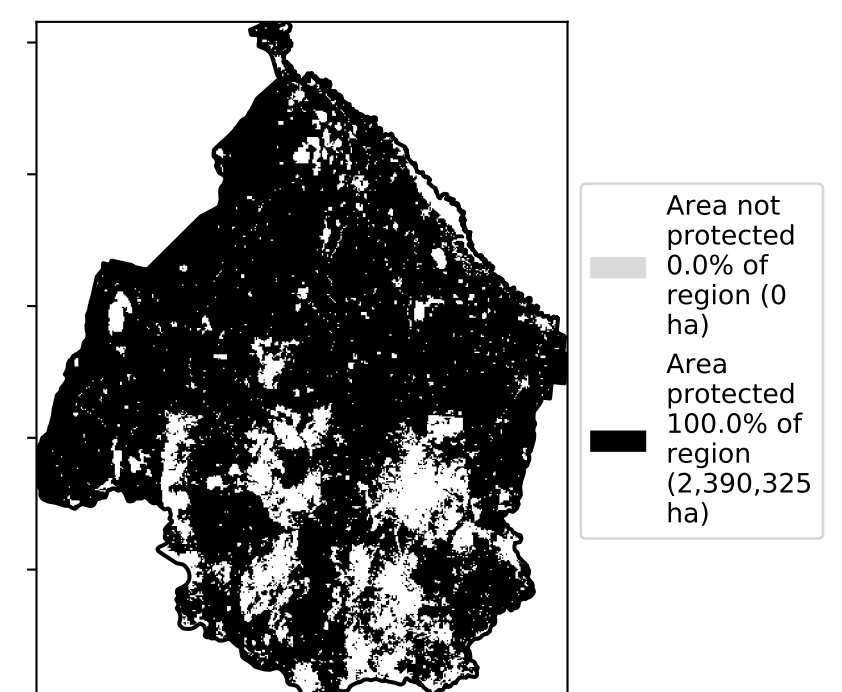 Area not
protected
0.0% of
region (0
ha)
Area
protected
100.0% of
region
(2,390,325
ha)